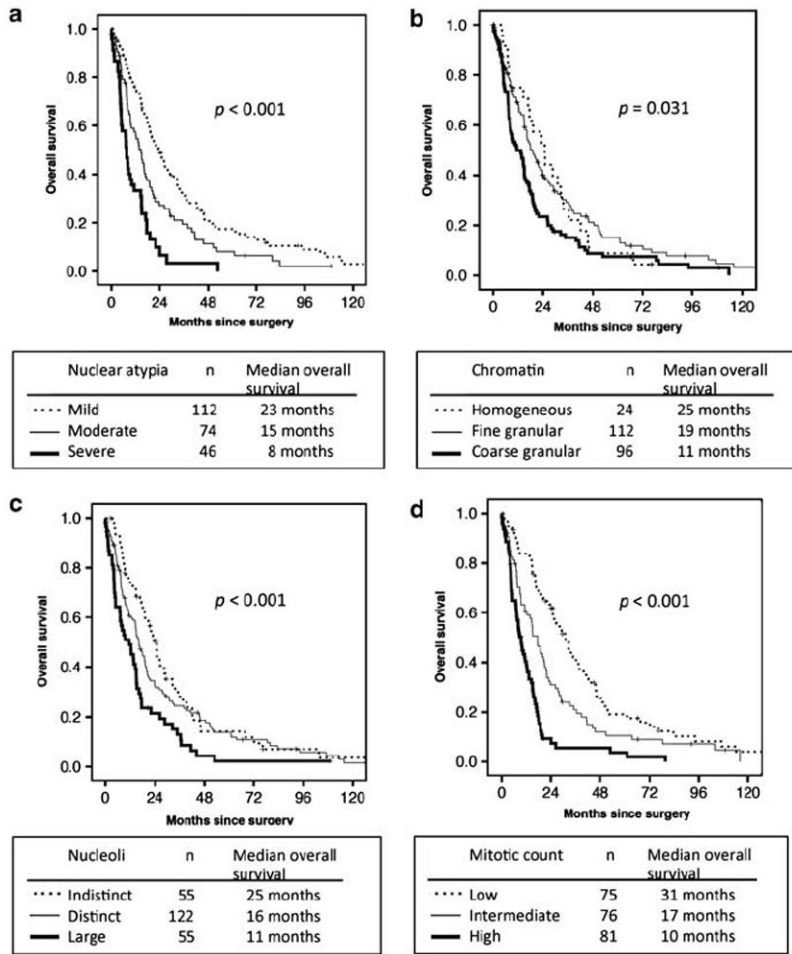 a
1.0
0.8
0.6
0.4
0.2
0.0
Overall survival
p < 0.001
0 24 48 72 96 120
Months since surgery
Nuclear atypia n Median overall
survival
Mild 112 23 months
Moderate 74 15 months
Severe 46 8 months
b
1.0
0.8
0.6
0.4
0.2
0.0
Overall survival
p = 0.031
0 24 48 72 96 120
Months since surgery
Chromatin n Median overall
survival
Homogeneous 24 25 months
Fine granular 112 19 months
Coarse granular 96 11 months
c
1.0
0.8
0.6
0.4
0.2
0.0
Overall survival
p < 0.001
0 24 48 72 96 120
Months since surgery
Nucleoli n Median overall
survival
Indistinct 55 25 months
Distinct 122 16 months
Large 55 11 months
d
1.0
0.8
0.6
0.4
0.2
0.0
Overall survival
p < 0.001
0 24 48 72 96 120
Months since surgery
Mitotic count n Median overall
survival
Low 75 31 months
Intermediate 76 17 months
High 81 10 months